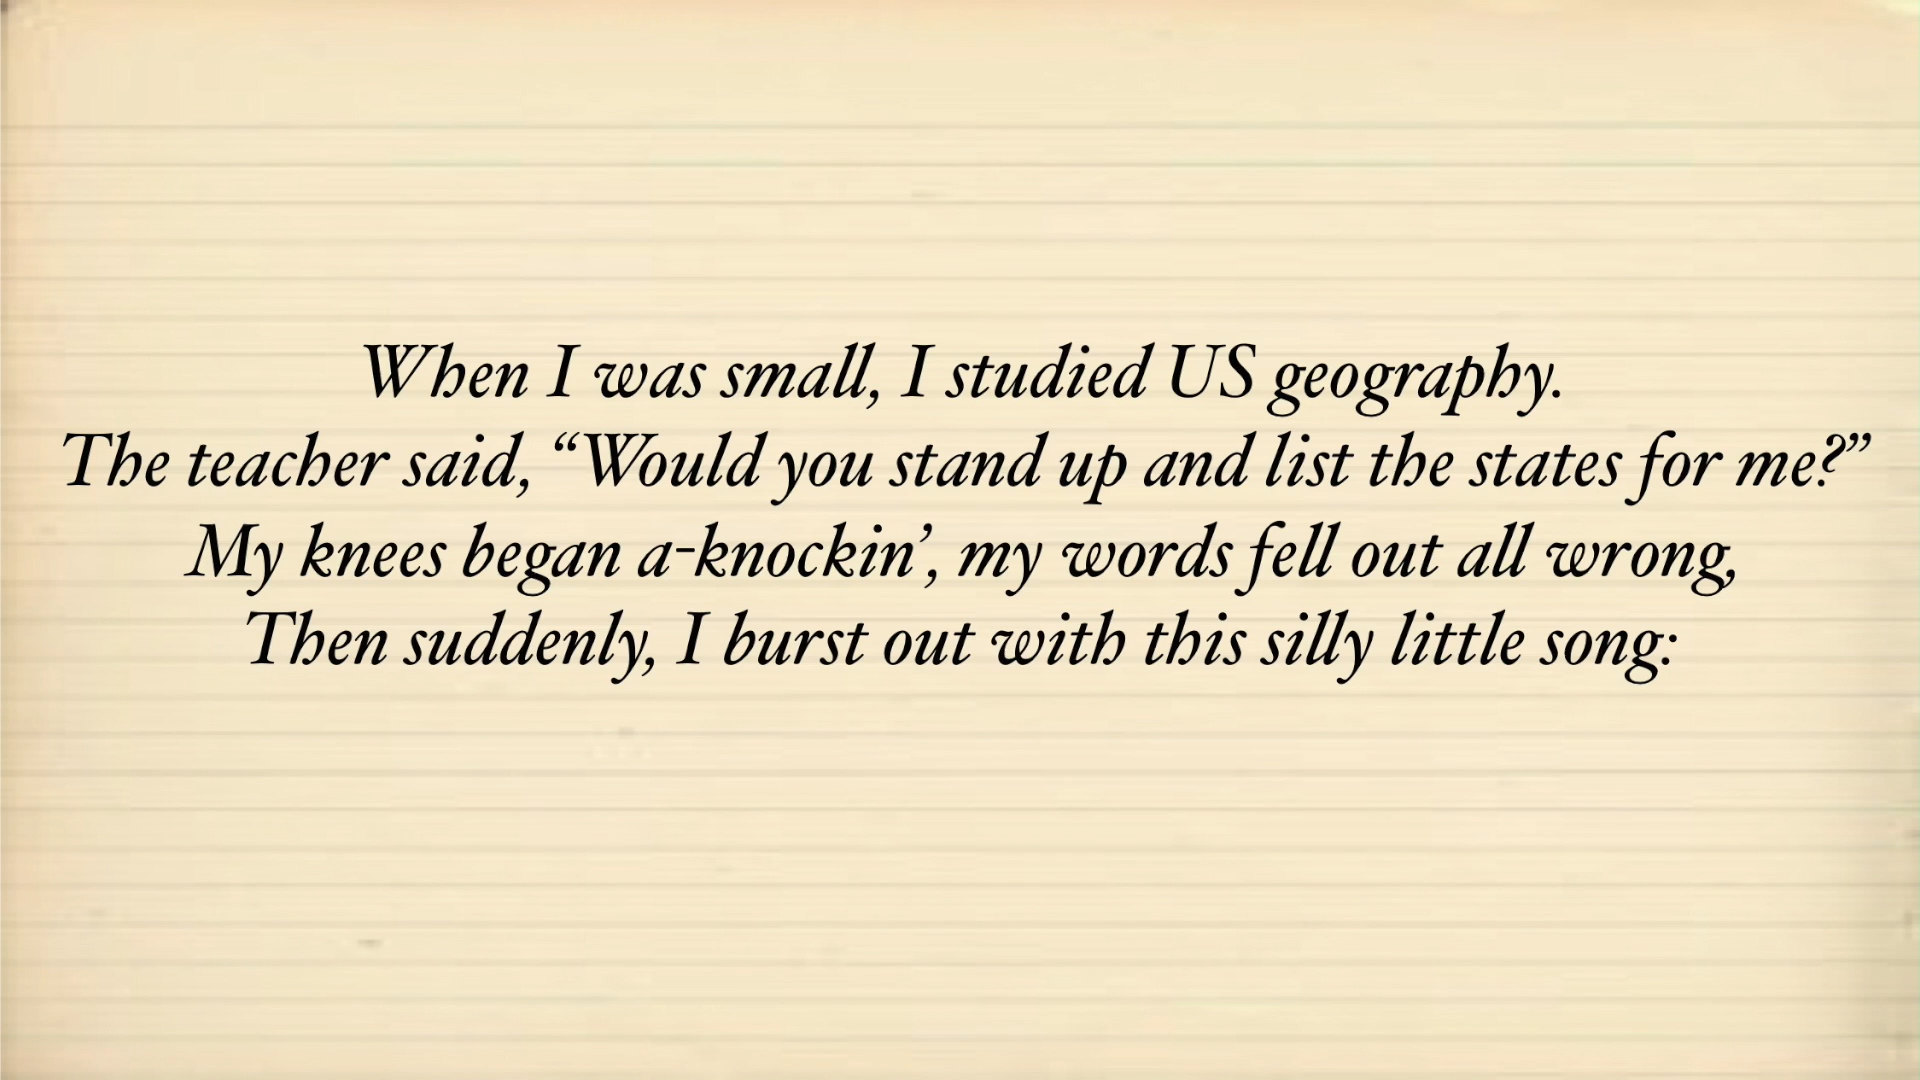 When I was small, I studied US geography.
The teacher said, “Would you stand up and list the states for me?”
My knees began a-knockin’, my words fell out all wrong,
Then suddenly, I burst out with this silly little song: